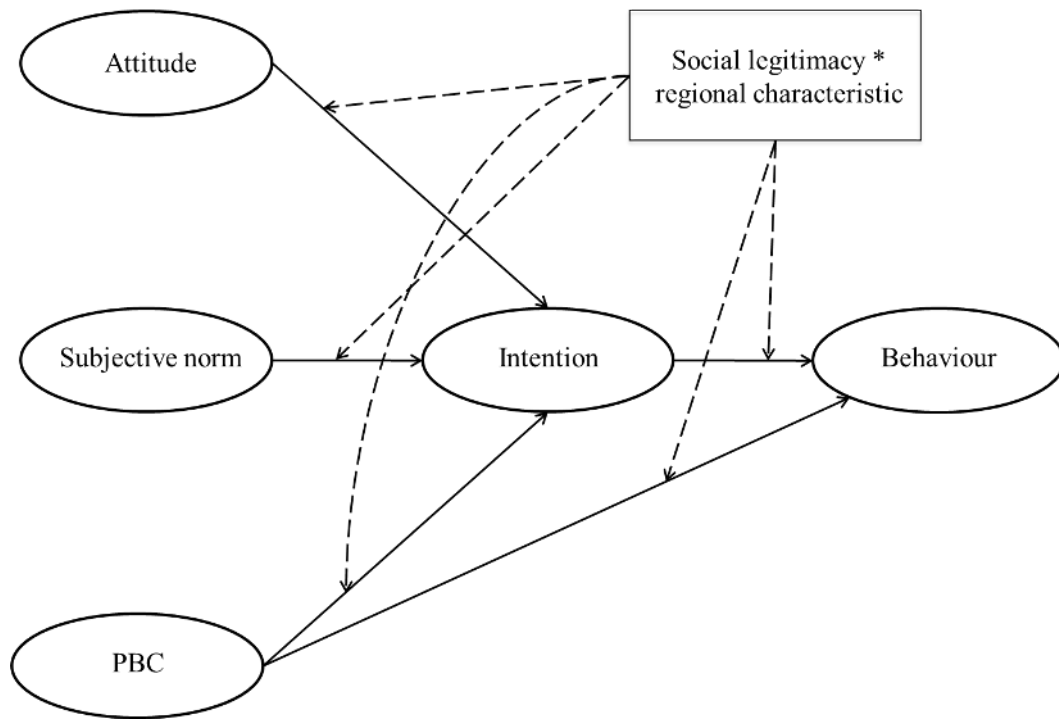 Attitude
Social legitimacy *
regional characteristic
Subjective norm
Intention
Behaviour
PBC